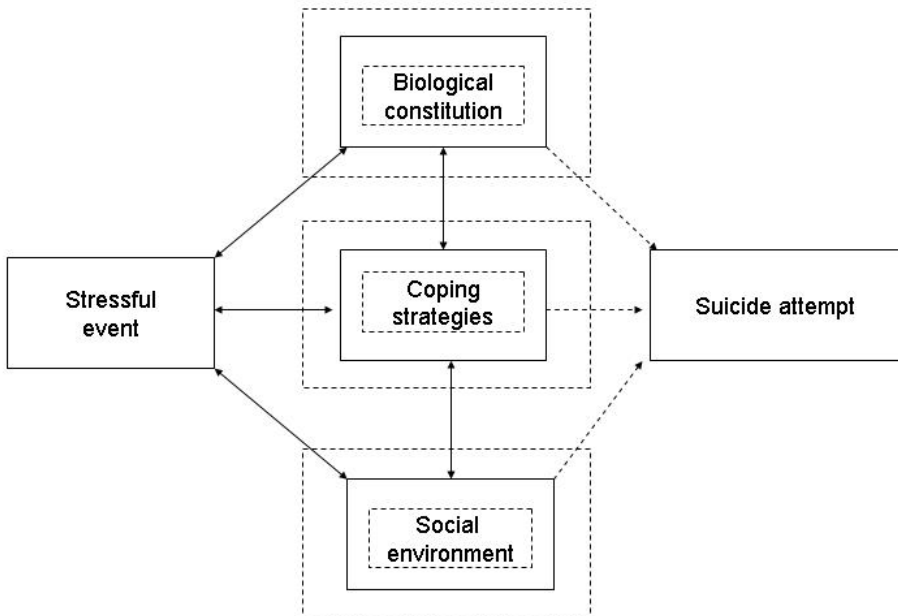 Biological
constitution
Stressful
event
Coping
strategies
Suicide attempt
Social
environment